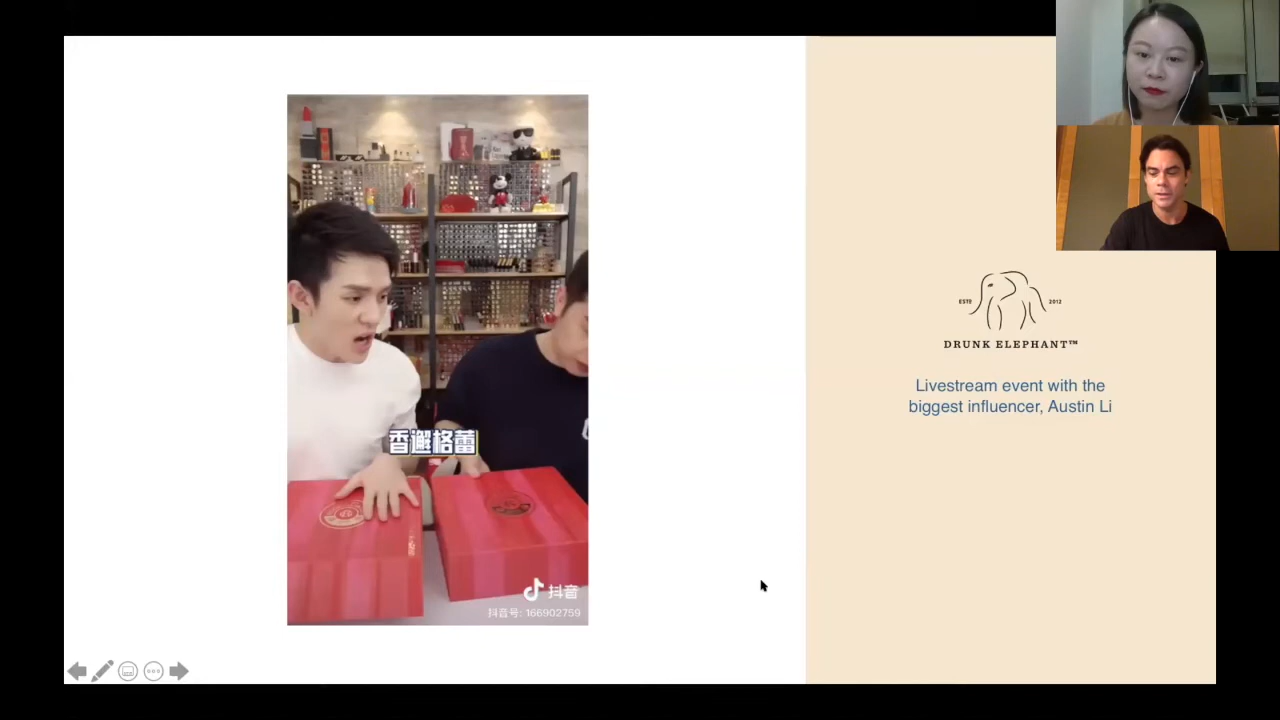 香邂格蕾
抖音
抖音号: 166902759
ESTD 2012
DRUNK ELEPHANT™
Livestream event with the
biggest influencer, Austin Li